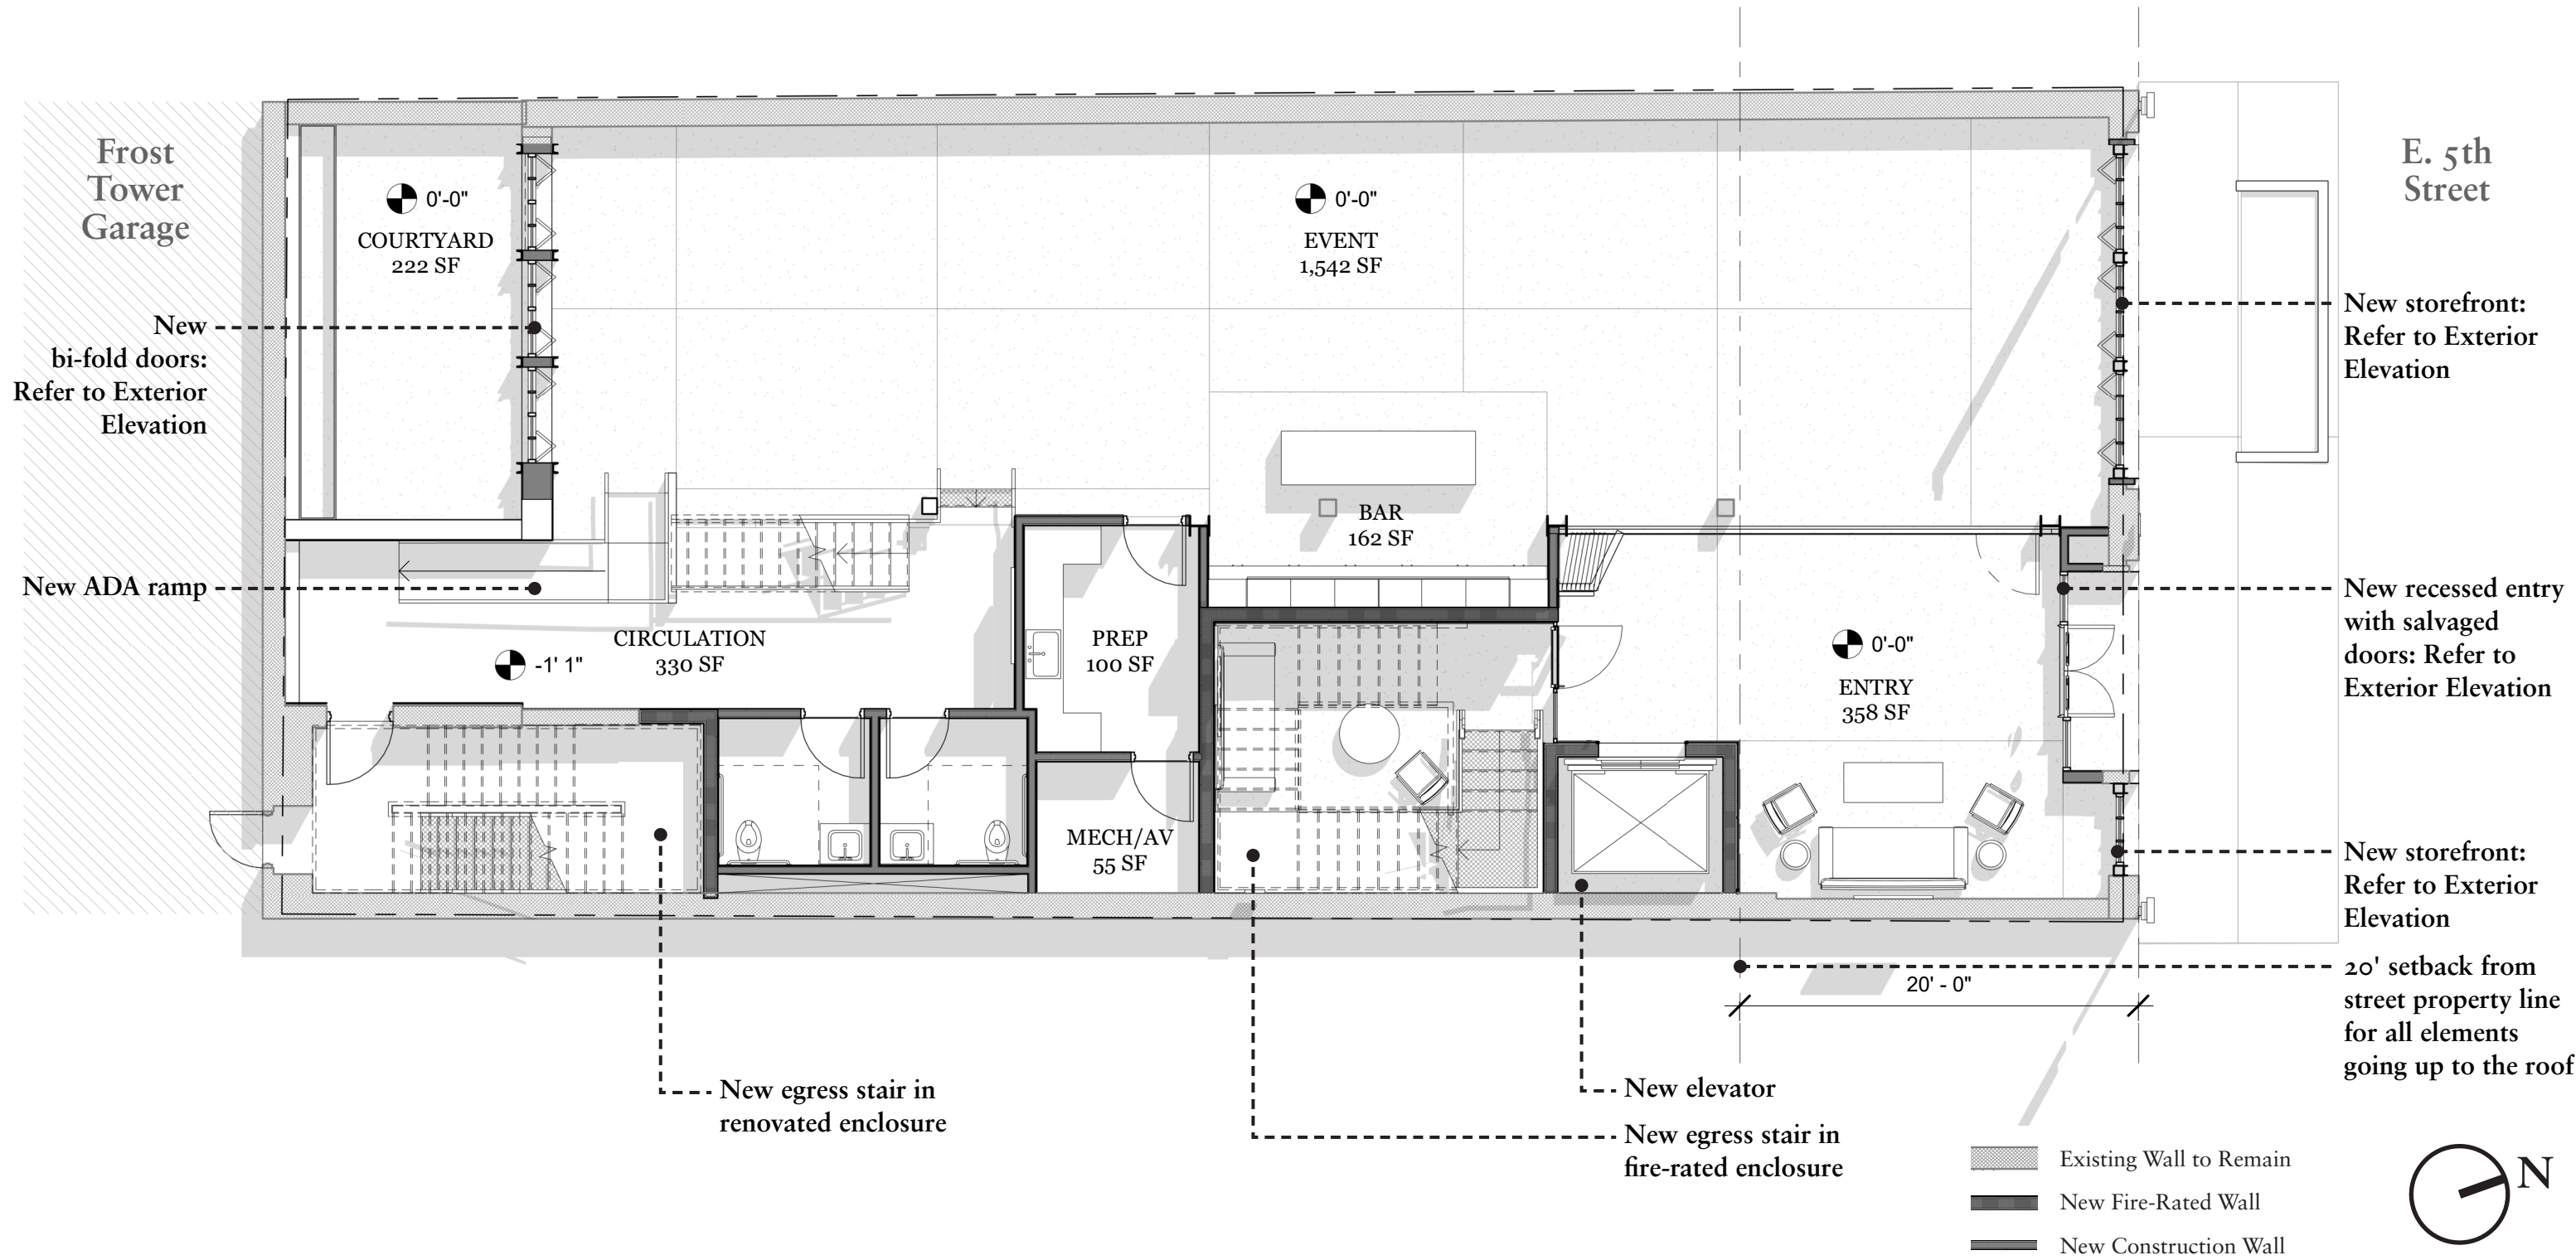 Frost
Tower
Garage
E. 5th
Street
0'-0"
COURTYARD
222 SF
0'-0"
EVENT
1,542 SF
New
bi-fold doors:
Refer to Exterior
Elevation
New storefront:
Refer to Exterior
Elevation
BAR
162 SF
New ADA ramp
CIRCULATION
330 SF
-1' 1"
PREP
100 SF
0'-0"
ENTRY
358 SF
New recessed entry
with salvaged
doors: Refer to
Exterior Elevation
MECH/AV
55 SF
New storefront:
Refer to Exterior
Elevation
20' setback from
street property line
for all elements
going up to the roof
20' - 0"
New egress stair in
renovated enclosure
New elevator
New egress stair in
fire-rated enclosure
Existing Wall to Remain
New Fire-Rated Wall
New Construction Wall
N